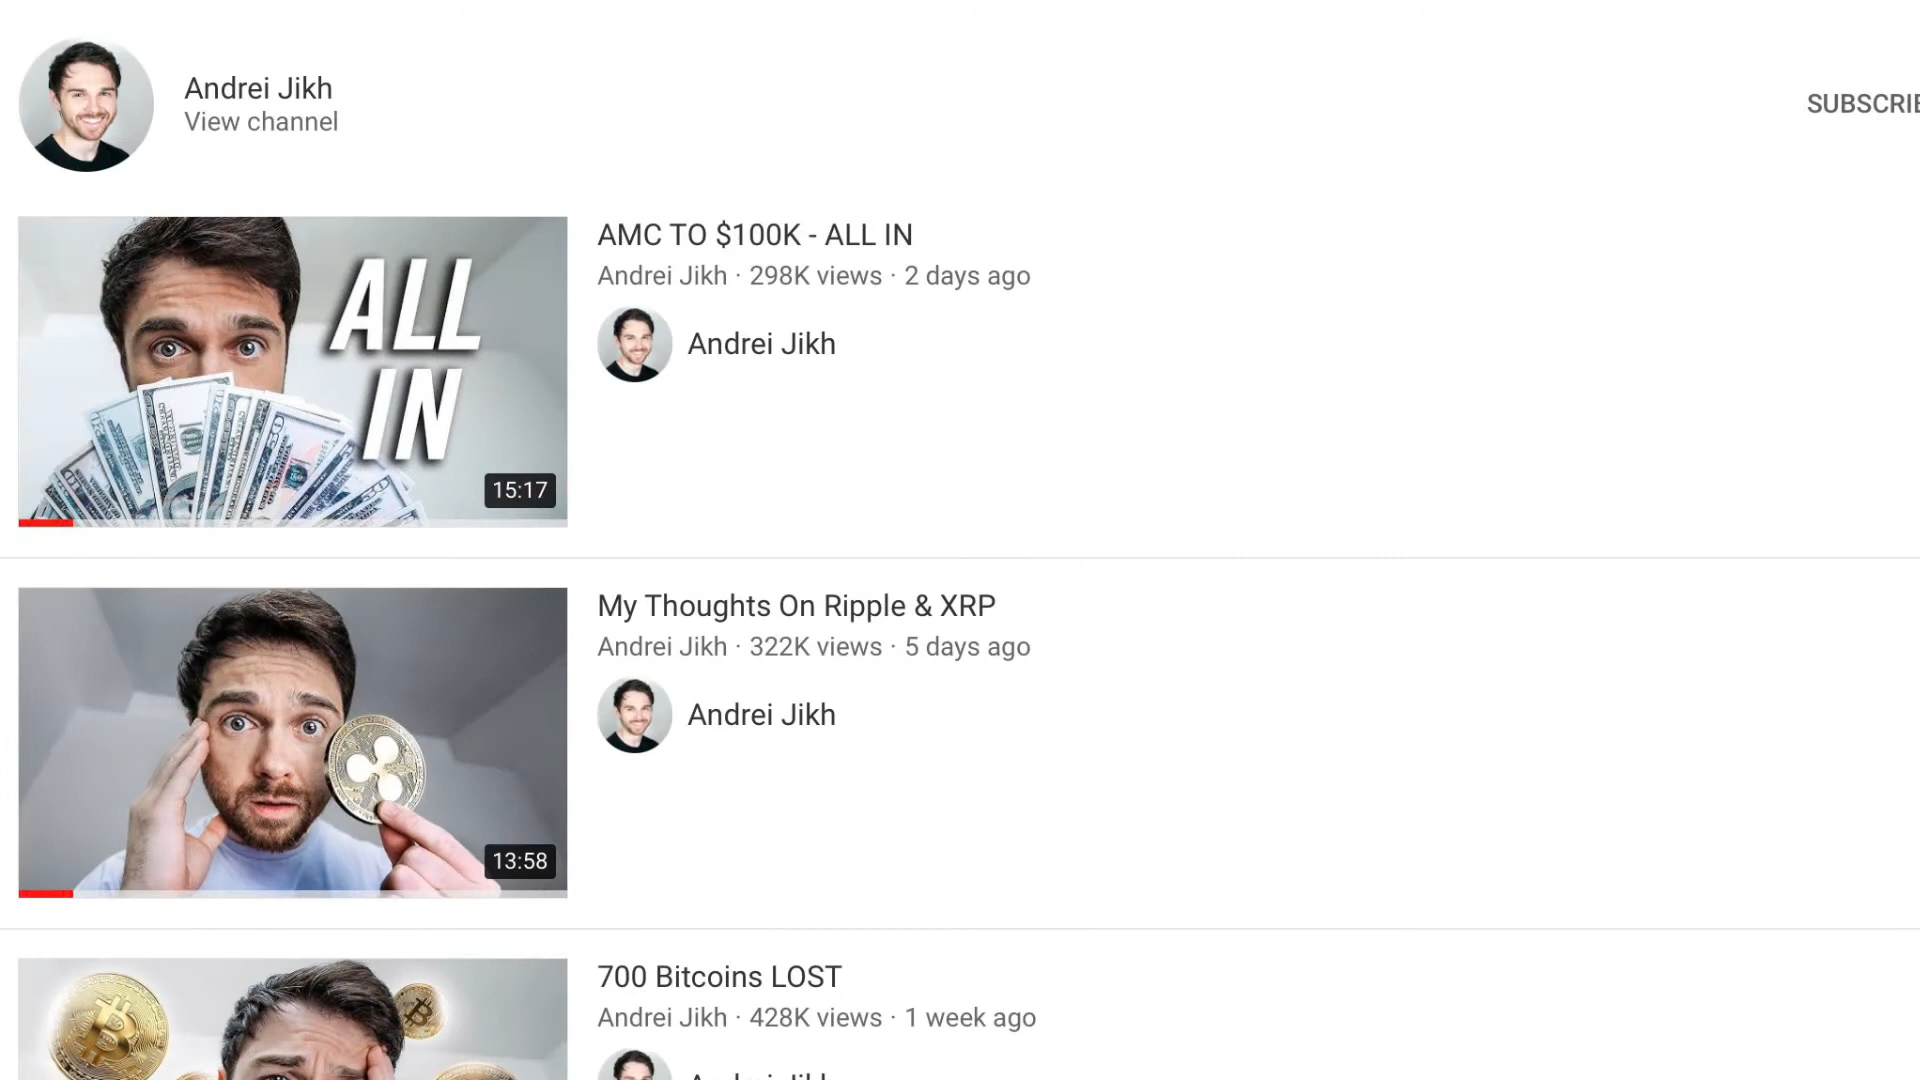 Andrei Jikh
View channel
SUBSCRIBE
AMC TO $100K - ALL IN
Andrei Jikh · 298K views · 2 days ago
Andrei Jikh
ALL
IN
15:17
My Thoughts On Ripple & XRP
Andrei Jikh · 322K views · 5 days ago
Andrei Jikh
13:58
700 Bitcoins LOST
Andrei Jikh · 428K views · 1 week ago